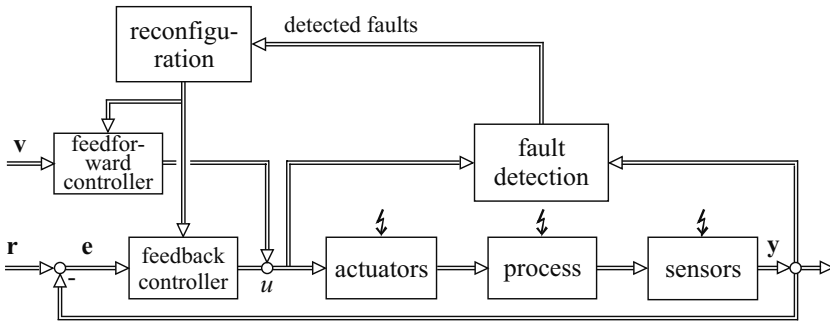 reconfigu-
ration
detected faults
v
feedfor-
ward
controller
fault
detection
r
e
-
feedback
controller
u
actuators
process
sensors
y